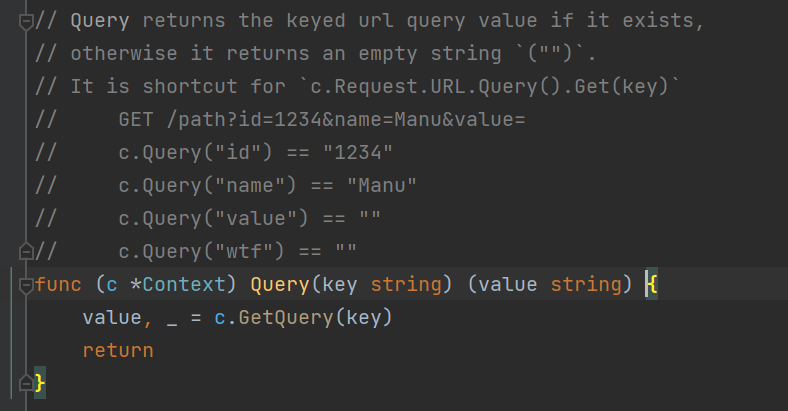 // Query returns the keyed url query value if it exists,
// otherwise it returns an empty string `("")`.
// It is shortcut for `c.Request.URL.Query().Get(key)`
//     GET /path?id=1234&name=Manu&value=
//     c.Query("id") == "1234"
//     c.Query("name") == "Manu"
//     c.Query("value") == ""
//     c.Query("wtf") == ""
func (c *Context) Query(key string) (value string) {
    value, _ = c.GetQuery(key)
    return
}